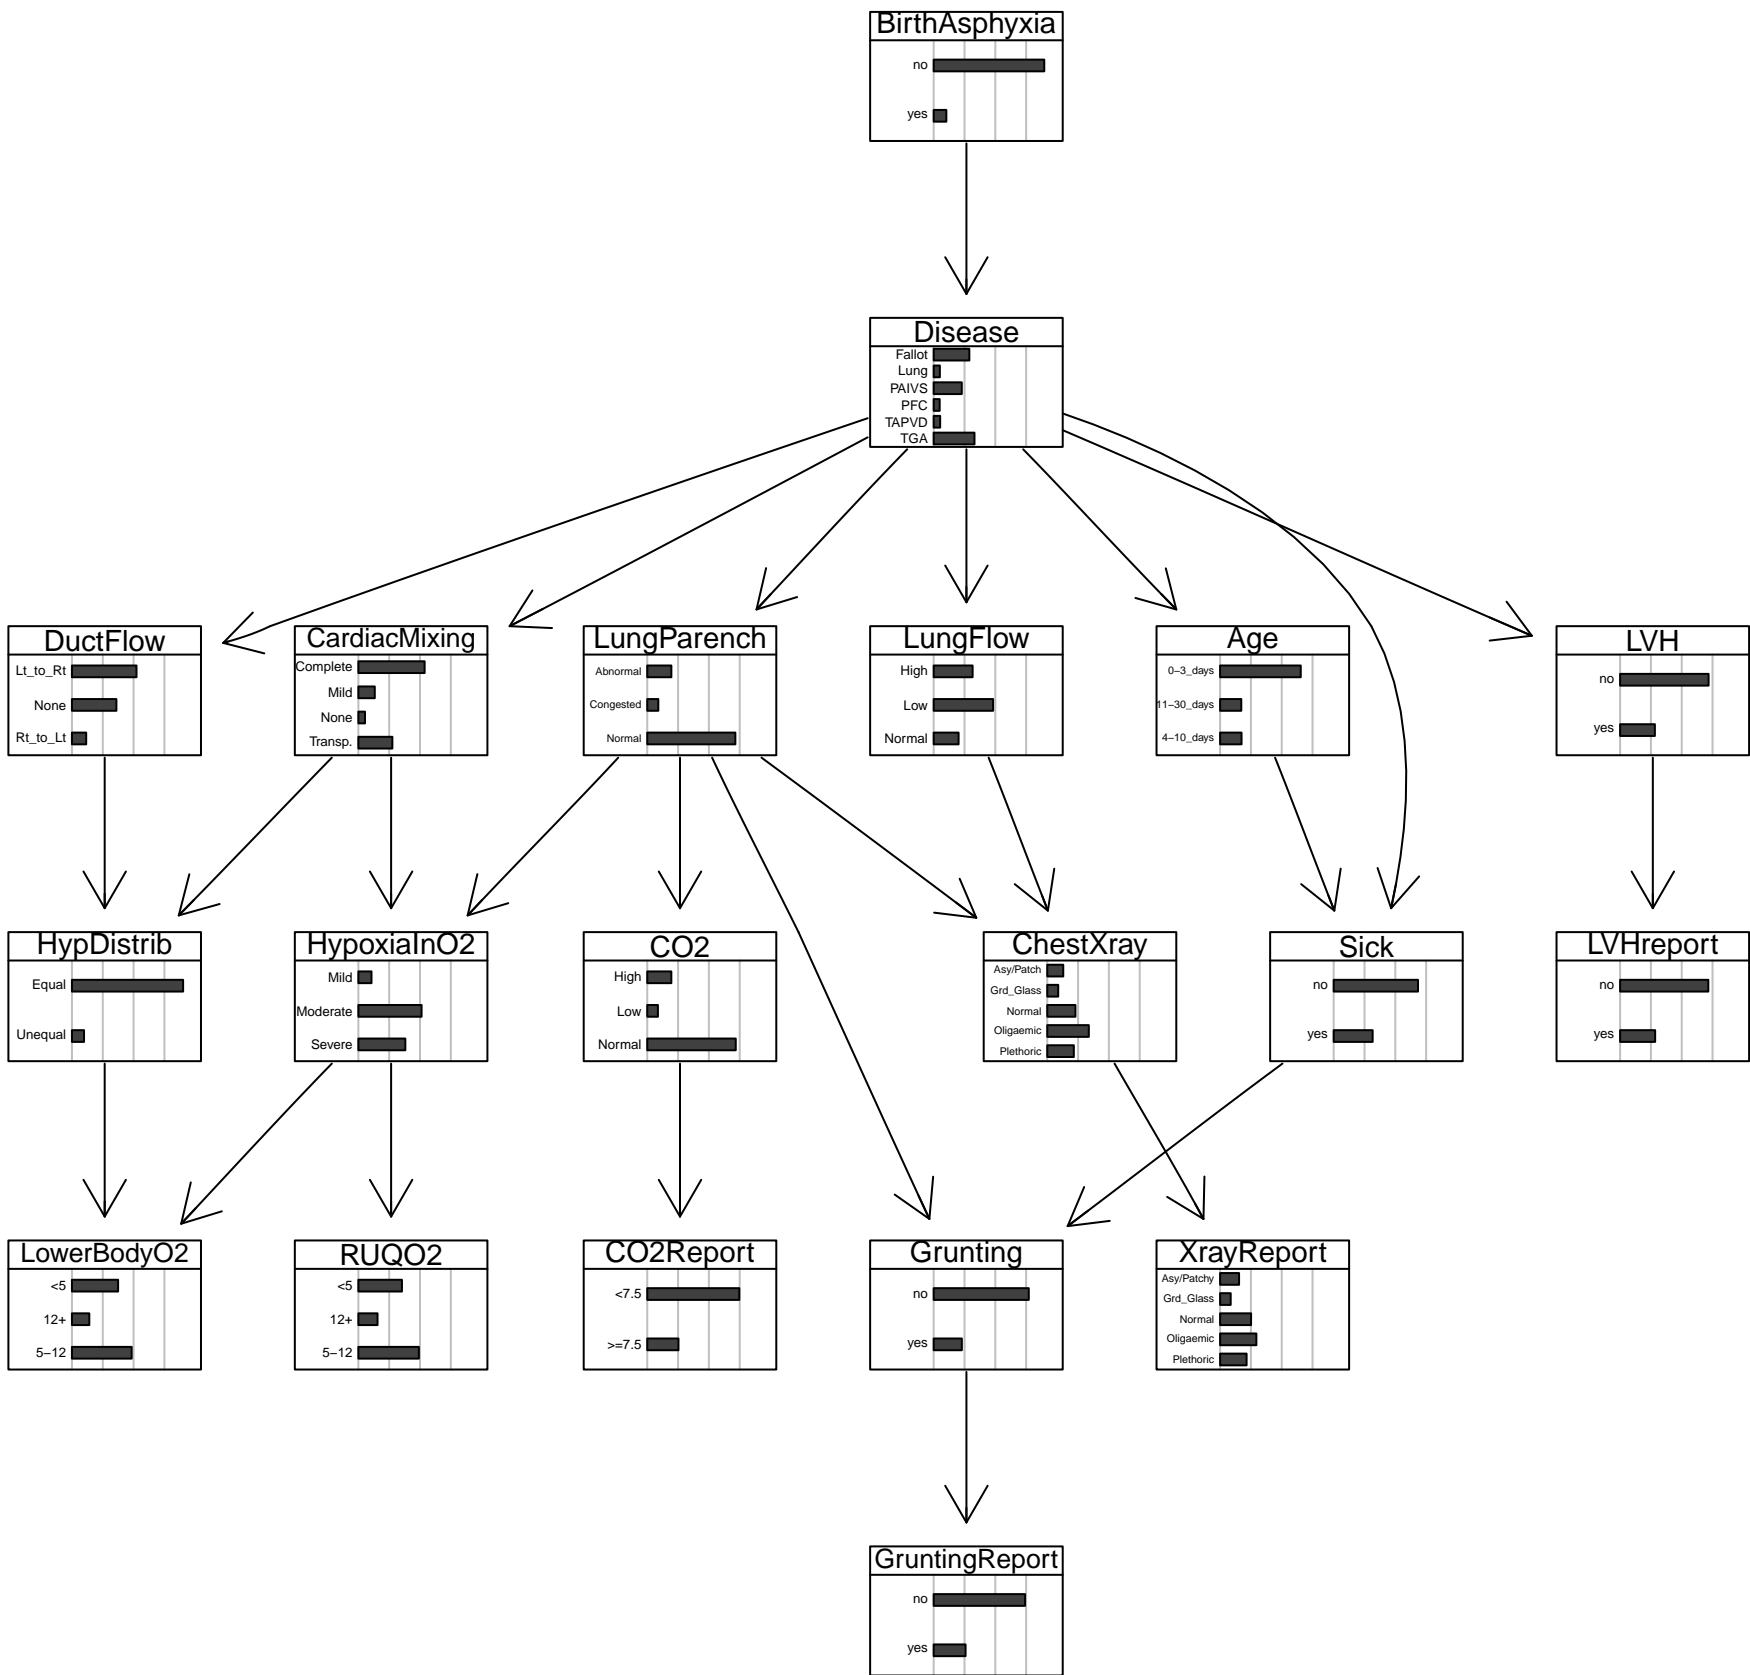 BirthAsphyxia
no
yes
Disease
Fallot
Lung
PAIVS
PFC
TAPVD
TGA
DuctFlow
Lt_to_Rt
None
Rt_to_Lt
CardiacMixing
Complete
Mild
None
Transp.
LungParench
Abnormal
Congested
Normal
LungFlow
High
Low
Normal
Age
0–3_days
11–30_days
4–10_days
LVH
no
yes
HypDistrib
Equal
Unequal
HypoxiaInO2
Mild
Moderate
Severe
CO2
High
Low
Normal
ChestXray
Asy/Patch
Grd_Glass
Normal
Oligaemic
Plethoric
Sick
no
yes
LVHreport
no
yes
LowerBodyO2
<5
12+
5–12
RUQO2
<5
12+
5–12
CO2Report
<7.5
>=7.5
Grunting
no
yes
XrayReport
Asy/Patchy
Grd_Glass
Normal
Oligaemic
Plethoric
GruntingReport
no
yes